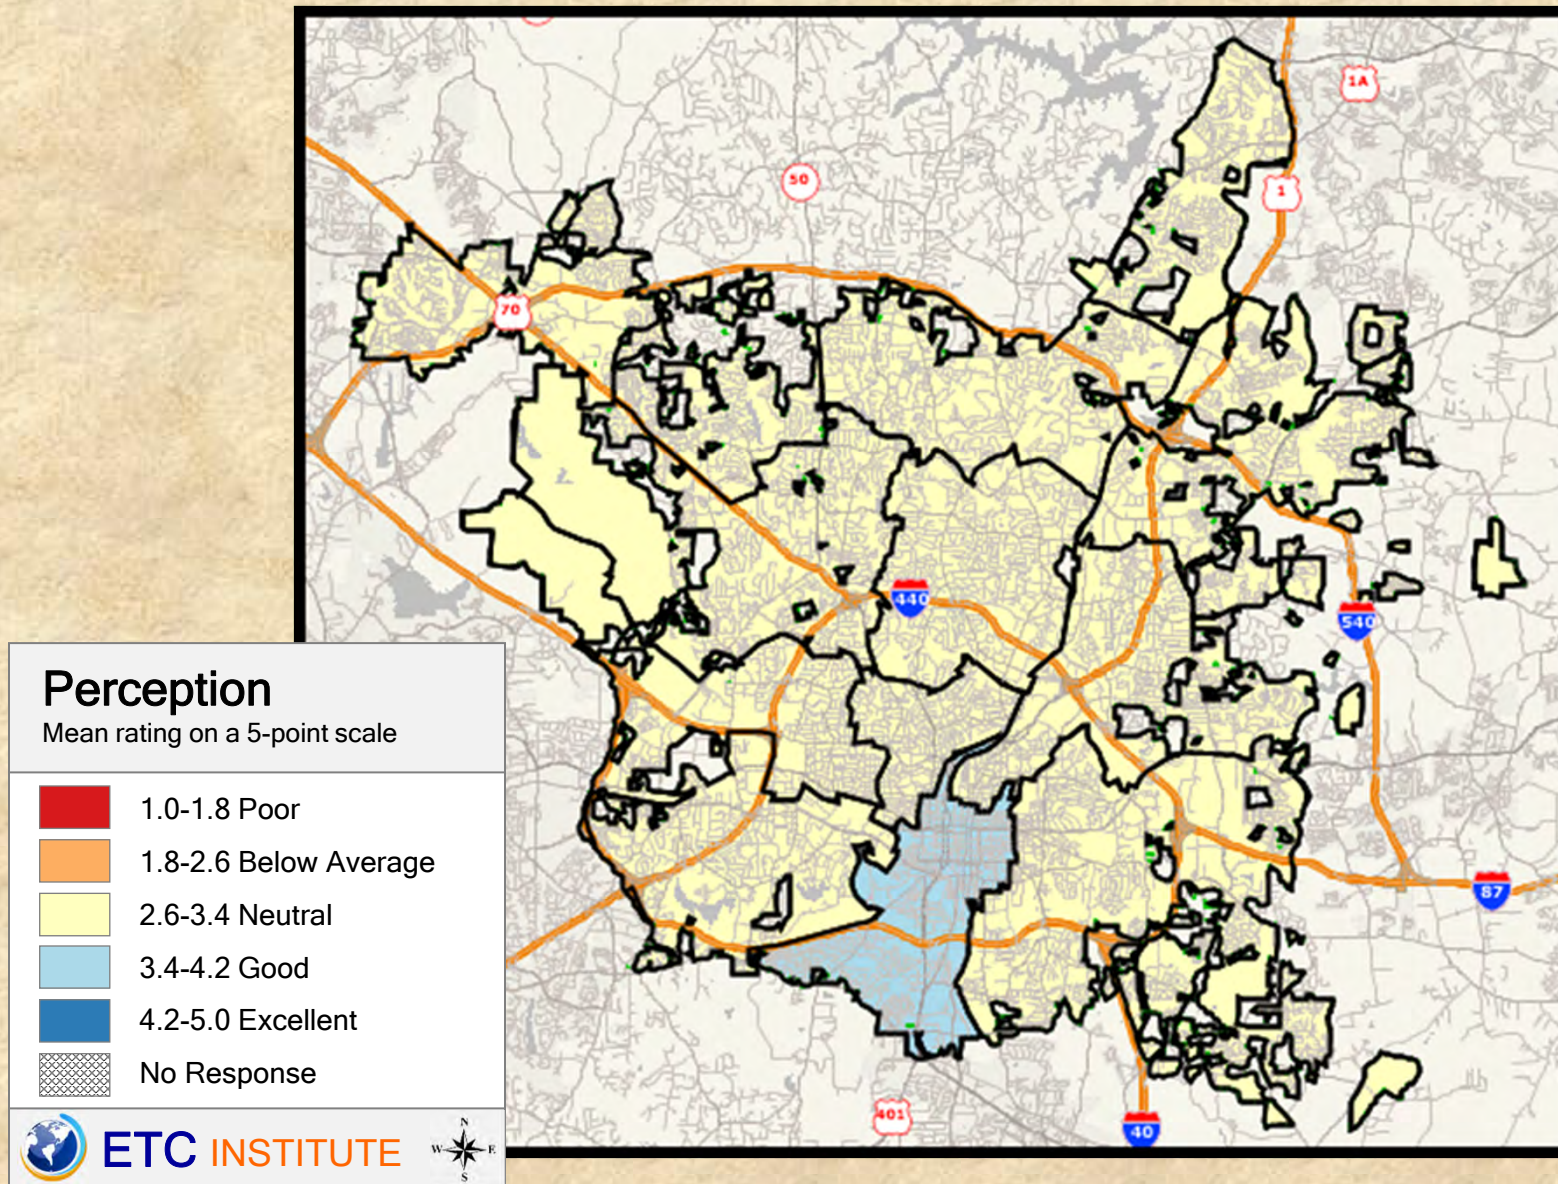 1A
50
1
70
440
540
87
401
40
Perception
Mean rating on a 5-point scale
1.0-1.8 Poor
1.8-2.6 Below Average
2.6-3.4 Neutral
3.4-4.2 Good
4.2-5.0 Excellent
No Response
ETC INSTITUTE
N
W E
S